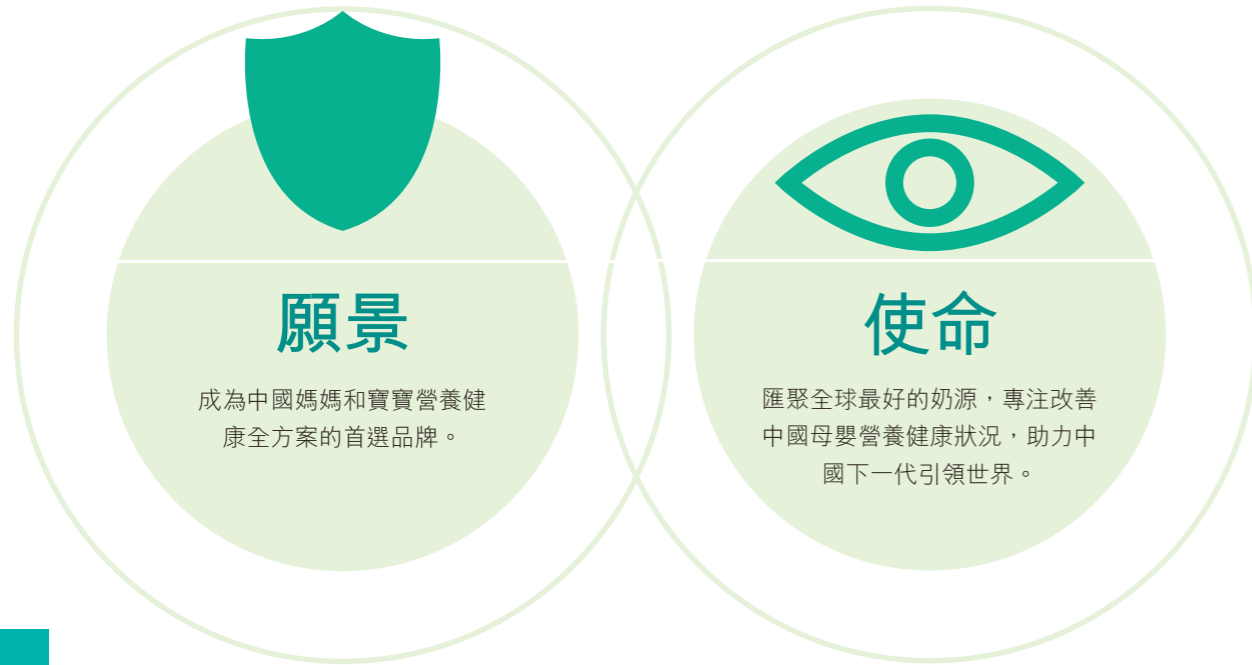 願景
成為中國媽媽和寶寶營養健
康全方案的首選品牌。
使命
匯聚全球最好的奶源，專注改善
中國母嬰營養健康狀況，助力中
國下一代引領世界。